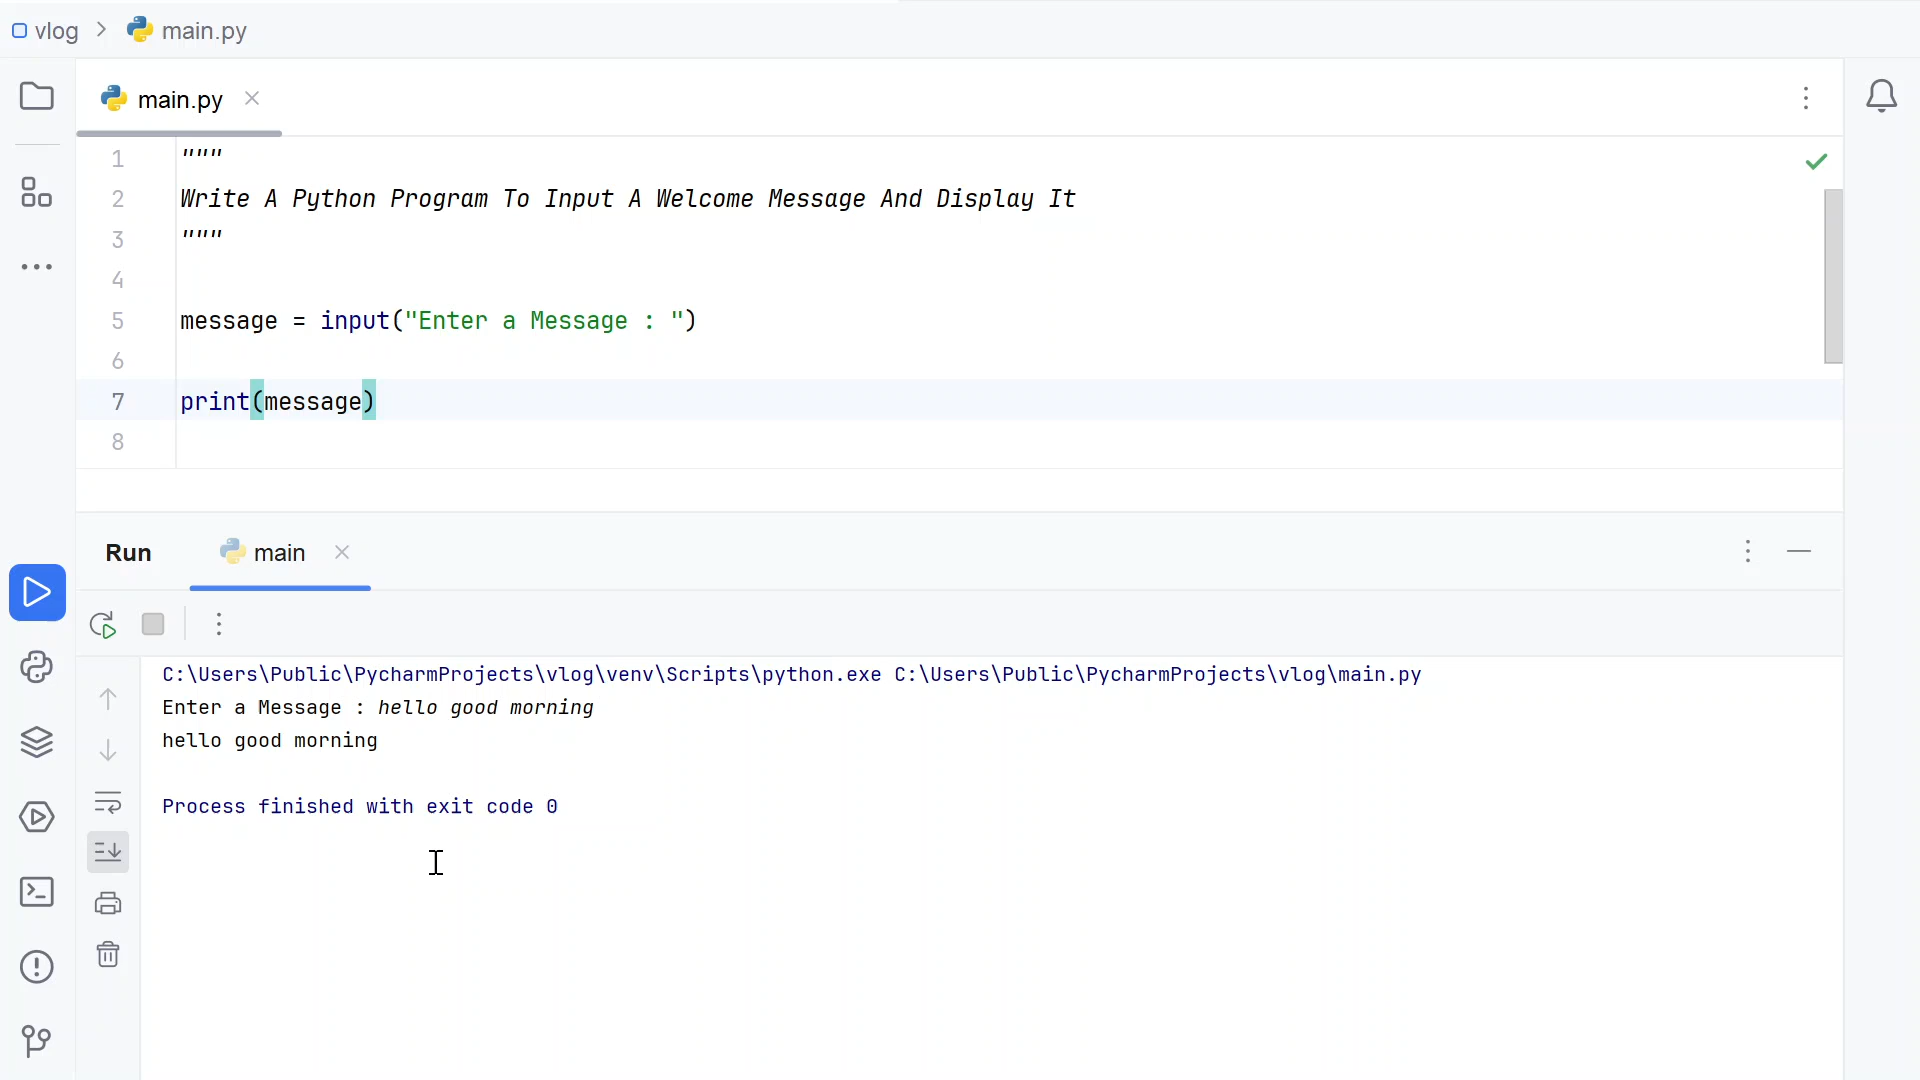 vlog > main.py
main.py
1 """
2 Write A Python Program To Input A Welcome Message And Display It
3 """
4
5 message = input("Enter a Message : ")
6
7 print(message)
8
Run main
C:\Users\Public\PycharmProjects\vlog\venv\Scripts\python.exe C:\Users\Public\PycharmProjects\vlog\main.py
Enter a Message : hello good morning
hello good morning
Process finished with exit code 0